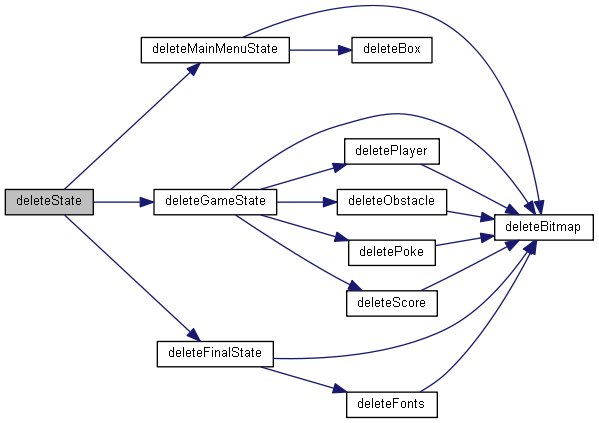 deleteMainMenuState
deleteBox
deletePlayer
deleteState
deleteGameState
deleteObstacle
deleteBitmap
deletePoke
deleteScore
deleteFinalState
deleteFonts